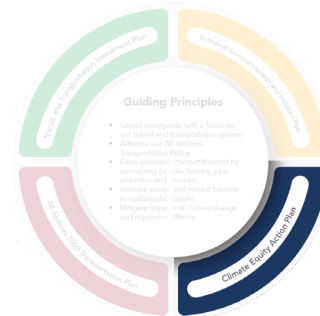 Transit and Transportation Investment Plan
Economic Competitiveness and Inclusion Plan
Guiding Principles
• Spend countywide with a focus on
our transit and transportation system.
• Advance our All-Abilities
Transportation Policy.
• Grow economic competitiveness by
connecting people, homes, jobs,
amenities and
• Increase access and reduce barriers
to multimodal options.
• Mitigate impacts of climate change
and improve resiliency.
All-Abilities 2050 Transportation Plan
Climate Equity Action Plan